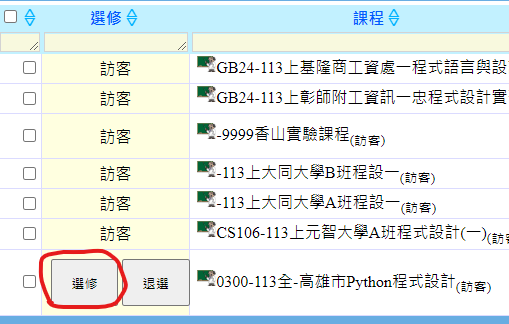 選修 課程
訪客 GB24-113上基隆商工資處一程式語言與設
訪客 GB24-113上彰師附工資訊一忠程式設計實
訪客 -9999香山實驗課程(訪客)
訪客 -113上大同大學B班程設一(訪客)
訪客 -113上大同大學A班程設一(訪客)
訪客 CS106-113上元智大學A班程式設計(一)(訪
選修 退選 0300-113全-高雄市Python程式設計(訪客)